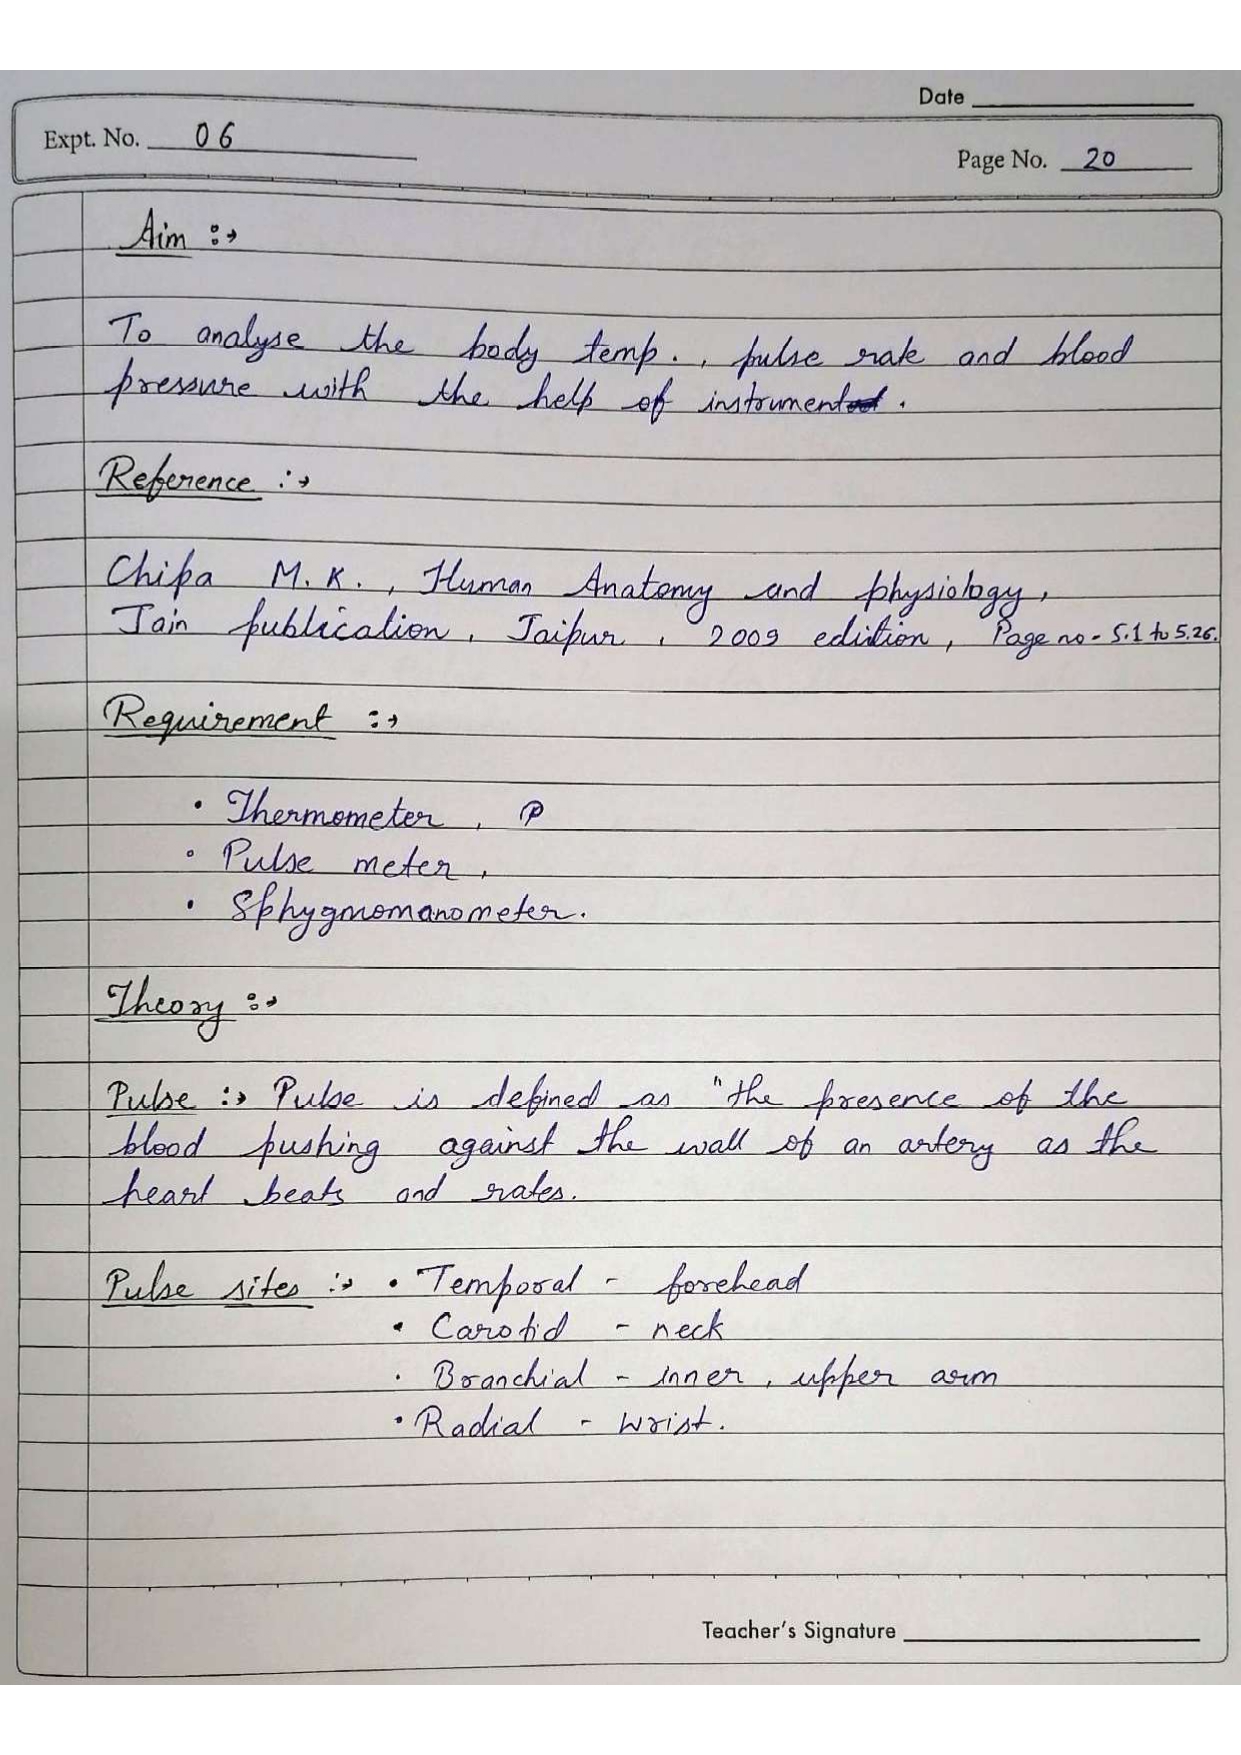 Date
Expt. No. 06
Page No. 20
Aim :→
To analyse the body temp., pulse rate and blood
pressure with the help of instrument.
Reference :→
Chipa M.K., Human Anatomy and physiology,
Jain publication, Jaipur, 2009 edition, Page no - 5.1 to 5.26.
Requirement :→
• Thermometer,
• Pulse meter,
• Sphygmomanometer.
Theory :→
Pulse :→ Pulse is defined as "the presence of the
blood pushing against the wall of an artery as the
heart beats and rates.
Pulse sites :→ • Temporal - forehead
• Carotid - neck
• Branchial - inner, upper arm
• Radial - wrist.
Teacher's Signature